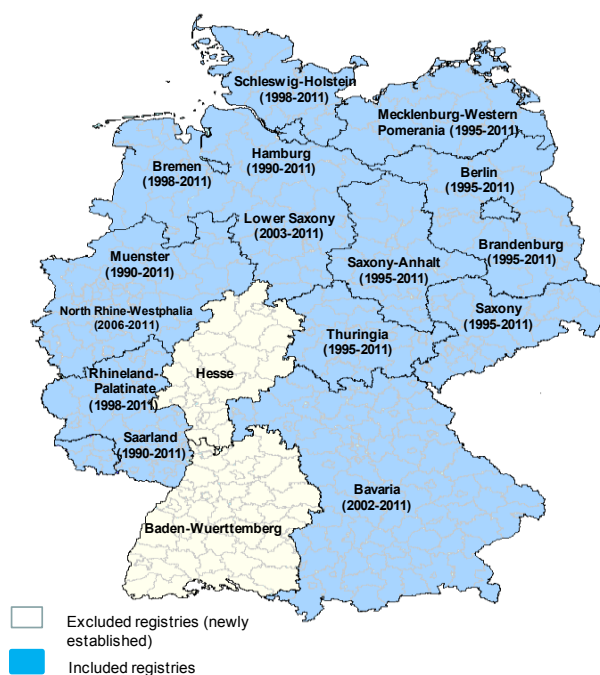 Schleswig-Holstein
(1998-2011)
Mecklenburg-Western
Pomerania (1995-2011)
Hamburg
(1990-2011)
Bremen
(1998-2011)
Berlin
(1995-2011)
Lower Saxony
(2003-2011)
Brandenburg
(1995-2011)
Muenster
(1990-2011)
Saxony-Anhalt
(1995-2011)
North Rhine-Westphalia
(2006-2011)
Saxony
(1995-2011)
Thuringia
(1995-2011)
Hesse
Rhineland-
Palatinate
(1998-2011)
Saarland
(1990-2011)
Bavaria
(2002-2011)
Baden-Wuerttemberg
Excluded registries (newly
established)
Included registries